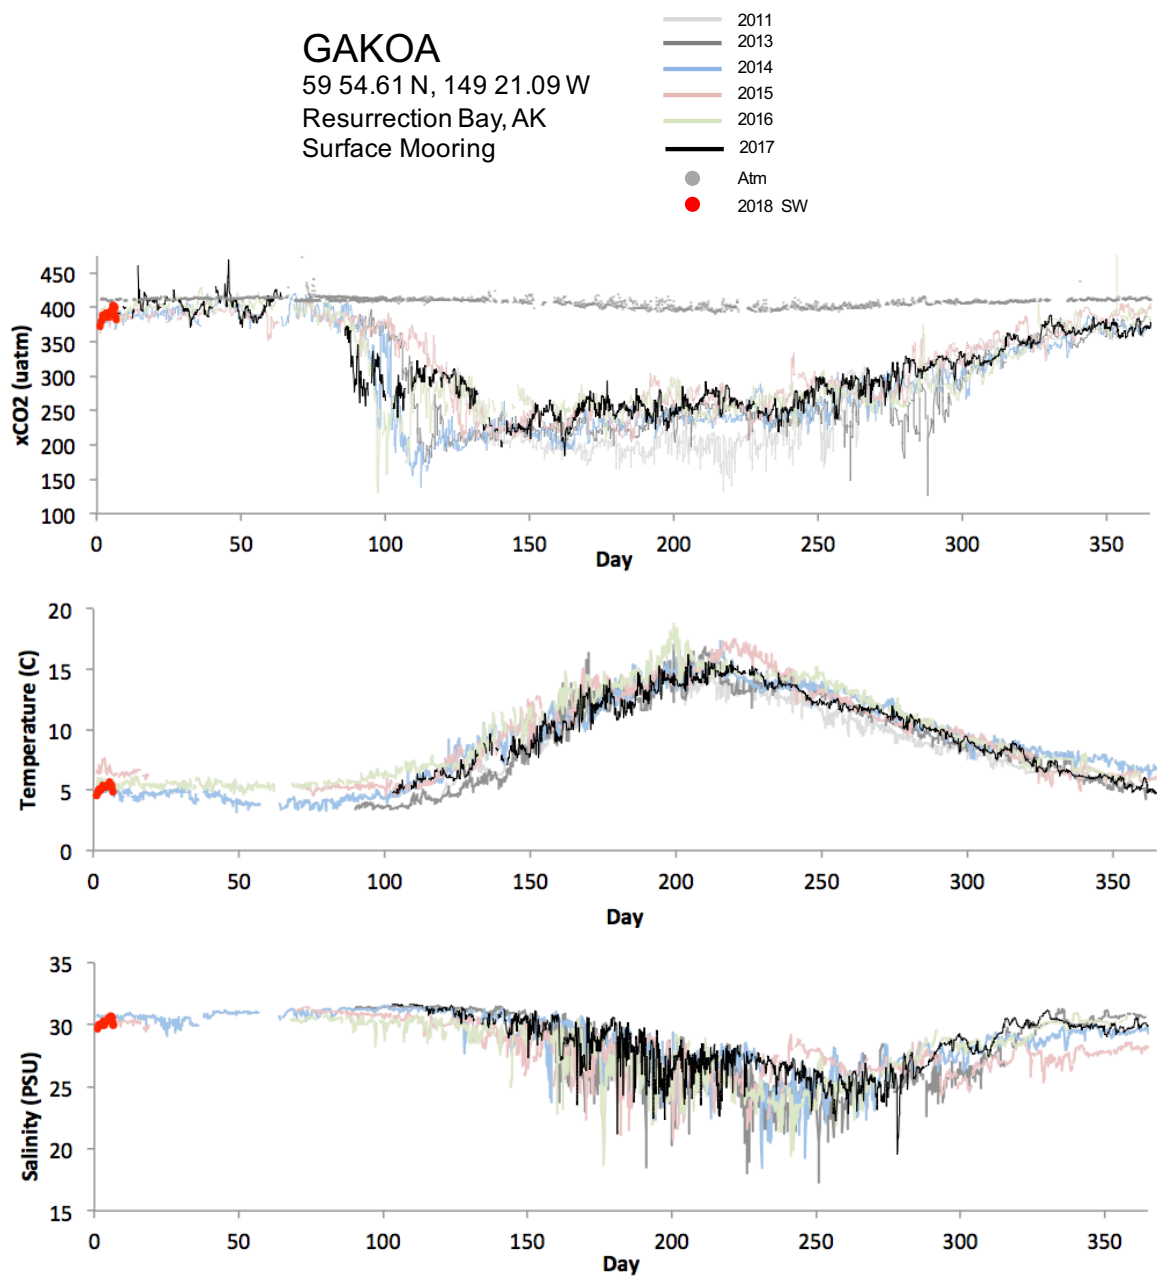 GAKOA
59 54.61 N, 149 21.09 W
Resurrection Bay, AK
Surface Mooring
2011
2013
2014
2015
2016
2017
Atm
2018 SW
xCO2 (uatm)
450
400
350
300
250
200
150
100
0 50 100 150 200 250 300 350
Day
Temperature (C)
20
15
10
5
0
0 50 100 150 200 250 300 350
Day
Salinity (PSU)
35
30
25
20
15
0 50 100 150 200 250 300 350
Day